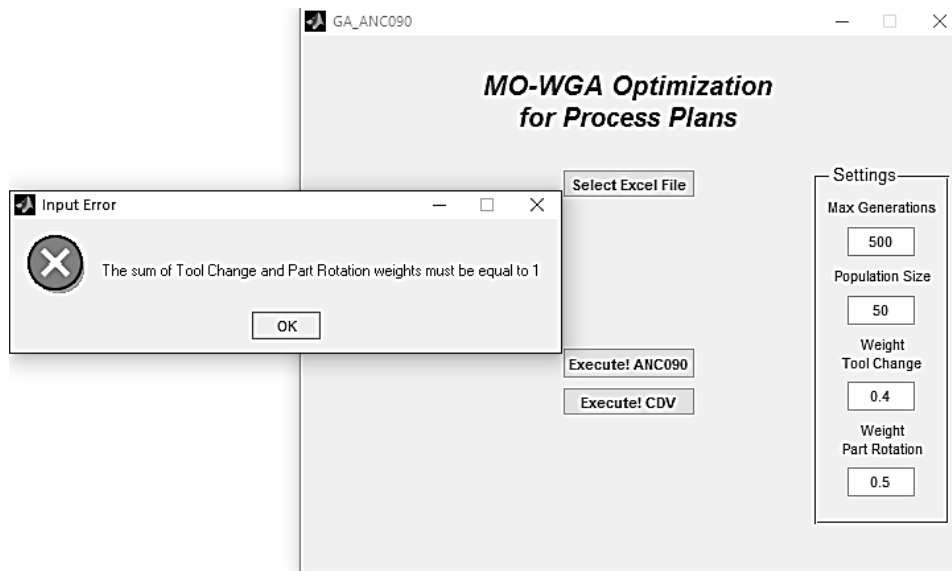 GA_ANC090
MO-WGA Optimization
for Process Plans
Select Excel File
Settings
Max Generations
500
Population Size
50
Weight
Tool Change
0.4
Weight
Part Rotation
0.5
Input Error
The sum of Tool Change and Part Rotation weights must be equal to 1
OK
Execute! ANC090
Execute! CDV